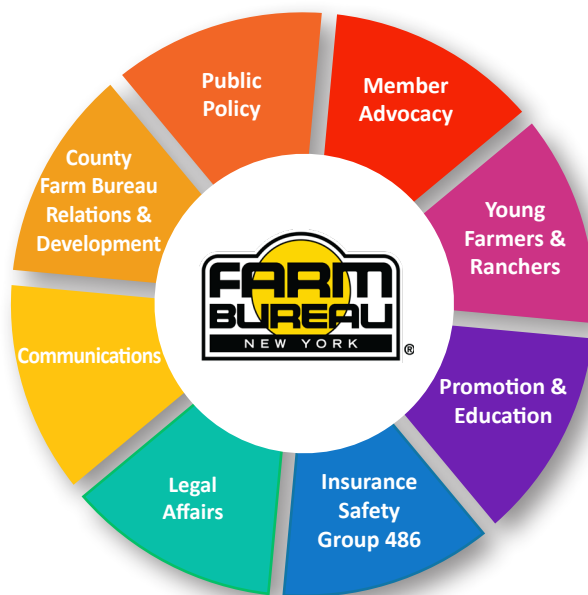 Public
Policy
Member
Advocacy
County
Farm Bureau
Relations &
Development
Young
Farmers &
Ranchers
FARM
BUREAU
NEW YORK
®
Communications
Promotion &
Education
Legal
Affairs
Insurance
Safety
Group 486